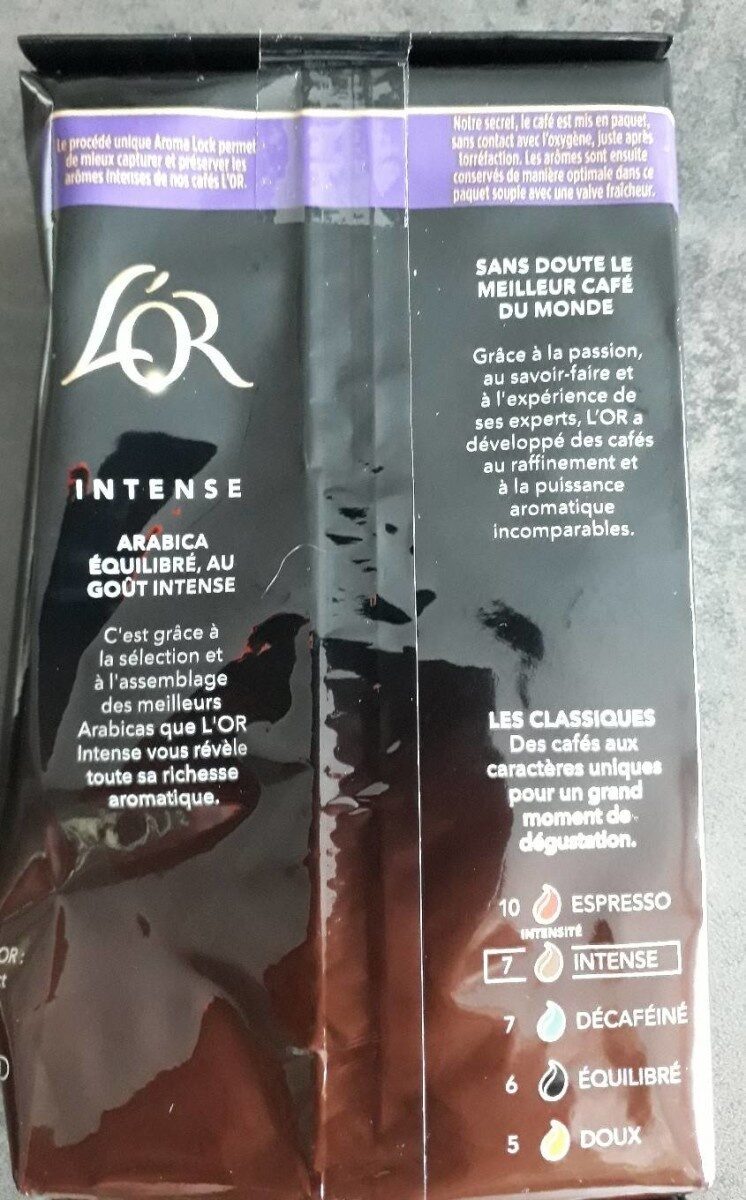 Le procédé unique Aroma Lock permet
de mieux capturer et préserver les
arômes intenses de nos cafés L'OR.
L'OR
INTENSE
ARABICA
ÉQUILIBRÉ, AU
GOÛT INTENSE
C'est grâce à
la sélection et
à l'assemblage
des meilleurs
Arabicas que L'OR
Intense vous révèle
toute sa richesse
aromatique.
Notre secret, le café est mis en paquet,
sans contact avec l'oxygène, juste après
torréfaction. Les arômes sont ensuite
conservés de manière optimale dans ce
paquet souple avec une valve fraîcheur.
SANS DOUTE LE
MEILLEUR CAFÉ
DU MONDE
Grâce à la passion,
au savoir-faire et
à l'expérience de
ses experts, L'OR a
développé des cafés
au raffinement et
à la puissance
aromatique
incomparables.
LES CLASSIQUES
Des cafés aux
caractères uniques
pour un grand
moment de
dégustation.
10 ESPRESSO
INTENSITÉ
7 INTENSE
7 DÉCAFÉINÉ
6 ÉQUILIBRÉ
5 DOUX